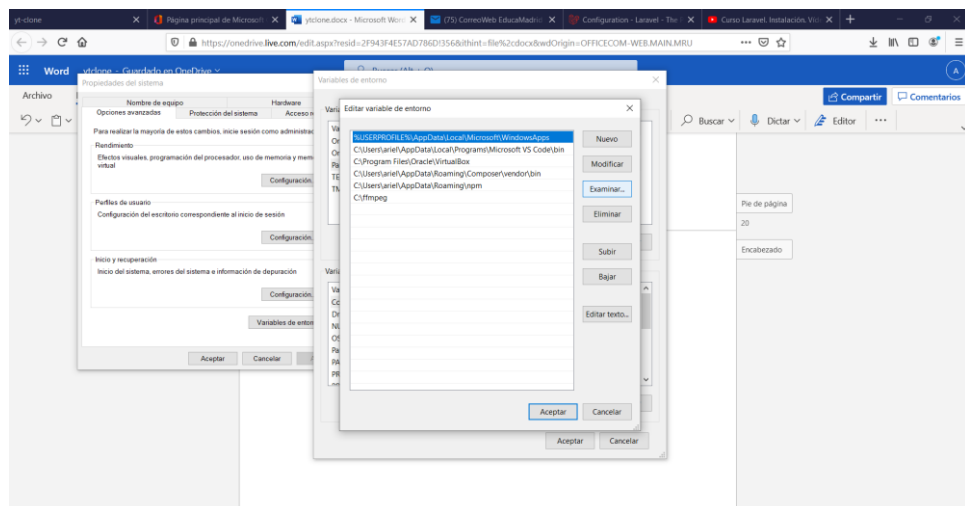 yt-clone
Página principal de Microsoft
ytclone.docx - Microsoft Word
(75) CorreoWeb EducaMadrid
Configuration - Laravel - The
Curso Laravel. Instalación, Víd
https://onedrive.live.com/edit.aspx?resid=2F943F4E57AD786D!356&ithint=file%2cdocx&wdOrigin=OFFICECOM-WEB.MAIN.MRU
Word
ytclone - Guardado en OneDrive
A
Archivo
Compartir
Comentarios
Buscar
Dictar
Editor
Propiedades del sistema
Nombre de equipo
Hardware
Opciones avanzadas
Protección del sistema
Acceso r
Para realizar la mayoría de estos cambios, inicie sesión como administrad
Rendimiento
Efectos visuales, programación del procesador, uso de memoria y mem
virtual
Configuración.
Perfiles de usuario
Configuración del escritorio correspondiente al inicio de sesión
Configuración.
Inicio y recuperación
Inicio del sistema, errores del sistema e información de depuración
Configuración.
Variables de entorn
Aceptar
Cancelar
Variables de entorno
Editar variable de entorno
%USERPROFILE%\AppData\Local\Microsoft\WindowsApps
C:\Users\ariel\AppData\Local\Programs\Microsoft VS Code\bin
C:\Program Files\Oracle\VirtualBox
C:\Users\ariel\AppData\Roaming\Composer\vendor\bin
C:\Users\ariel\AppData\Roaming\npm
C:\ffmpeg
Nuevo
Modificar
Examinar...
Eliminar
Subir
Bajar
Editar texto...
Aceptar
Cancelar
Aceptar
Cancelar
Pie de página
20
Encabezado